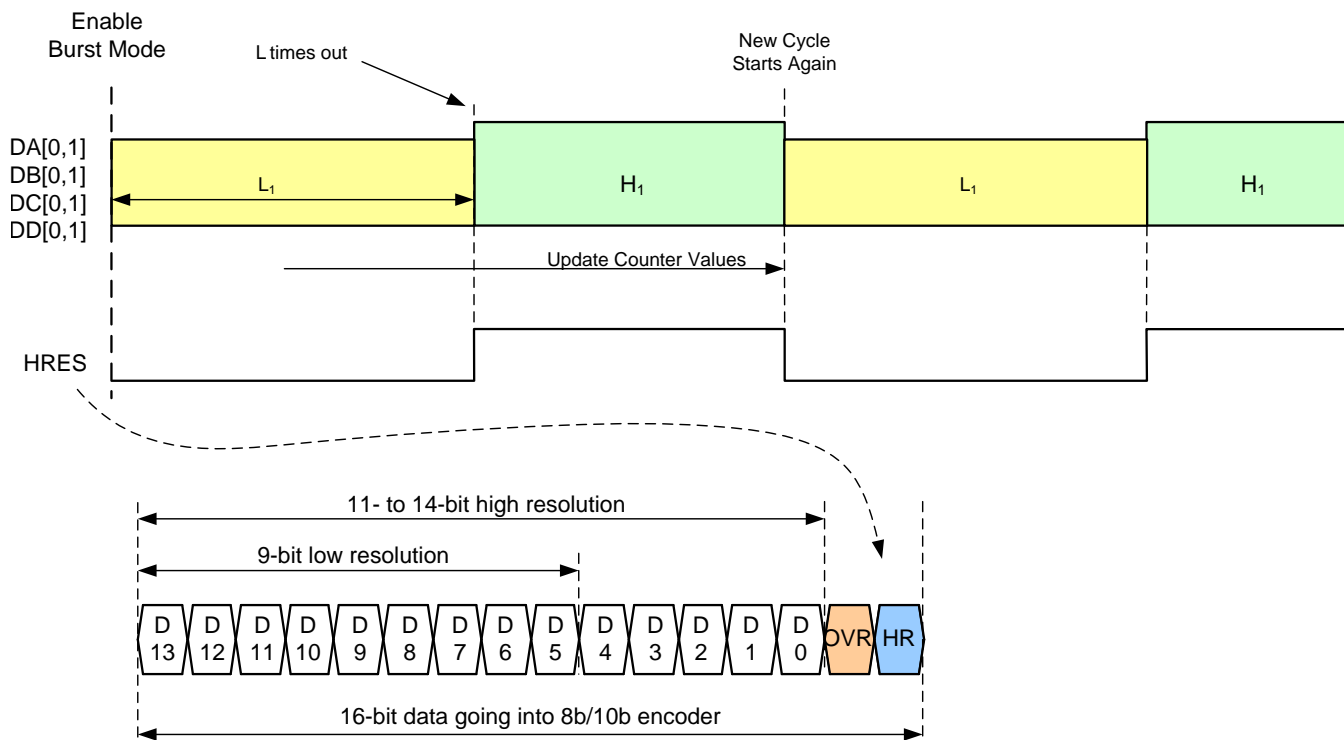 Enable
Burst Mode
L times out
New Cycle
Starts Again
DA[0,1]
DB[0,1]
DC[0,1]
DD[0,1]
L1
H1
L1
H1
Update Counter Values
HRES
11- to 14-bit high resolution
9-bit low resolution
D
13
D
12
D
11
D
10
D
9
D
8
D
7
D
6
D
5
D
4
D
3
D
2
D
1
D
0
OVR
HR
16-bit data going into 8b/10b encoder